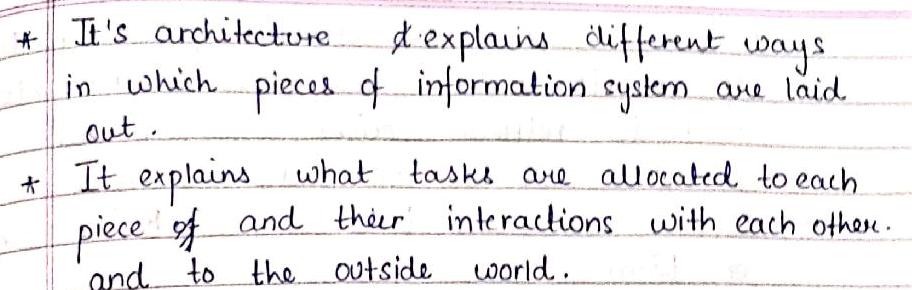 * It's architecture explains different ways
in which pieces of information system are laid
out.
* It explains what tasks are allocated to each
piece of and their interactions with each other.
and to the outside world.